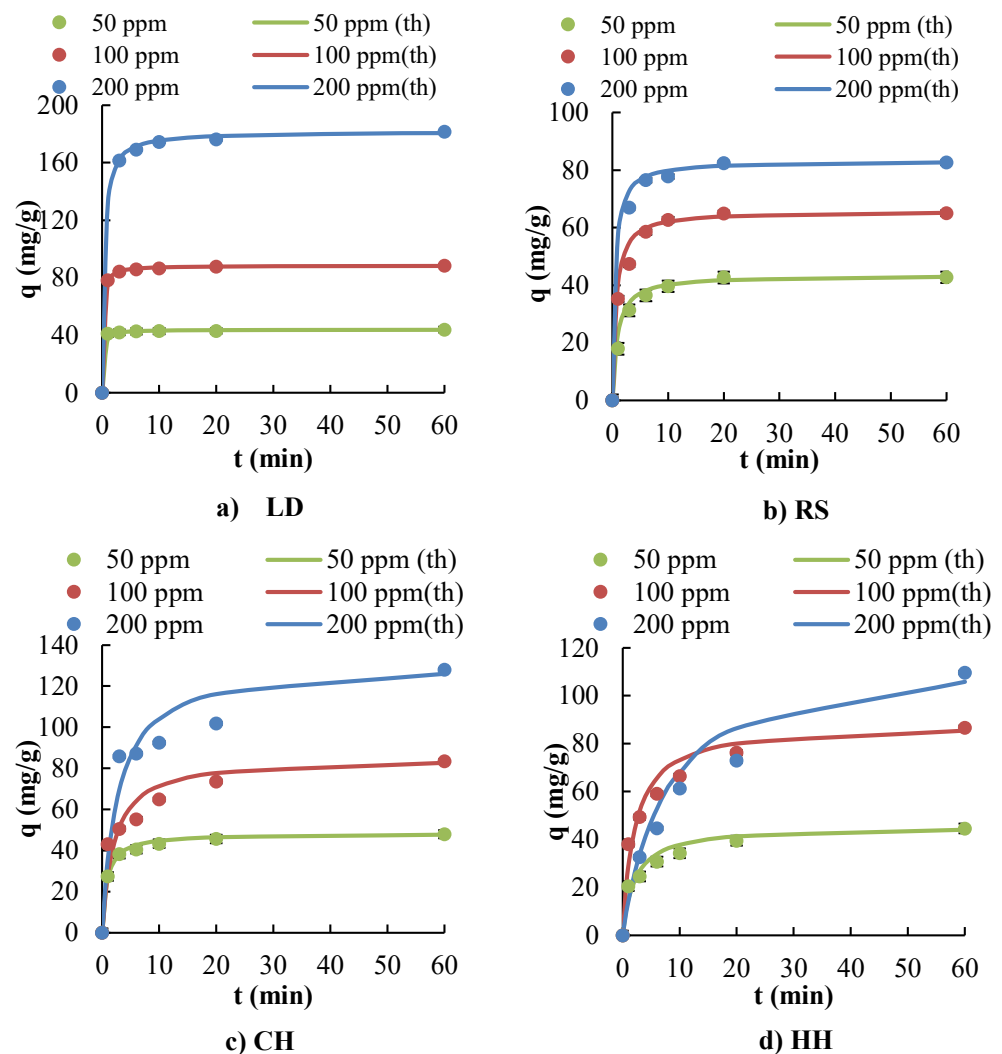 50 ppm 50 ppm (th)
100 ppm 100 ppm(th)
200 ppm 200 ppm(th)
200
160
120
80
40
0
q (mg/g)
0 10 20 30 40 50 60
t (min)
a) LD
50 ppm 50 ppm (th)
100 ppm 100 ppm(th)
200 ppm 200 ppm(th)
100
80
60
40
20
0
q (mg/g)
0 10 20 30 40 50 60
t (min)
b) RS
50 ppm 50 ppm (th)
100 ppm 100 ppm(th)
200 ppm 200 ppm(th)
140
120
100
80
60
40
20
0
q (mg/g)
0 10 20 30 40 50 60
t (min)
c) CH
50 ppm 50 ppm (th)
100 ppm 100 ppm(th)
200 ppm 200 ppm(th)
120
100
80
60
40
20
0
q (mg/g)
0 10 20 30 40 50 60
t (min)
d) HH